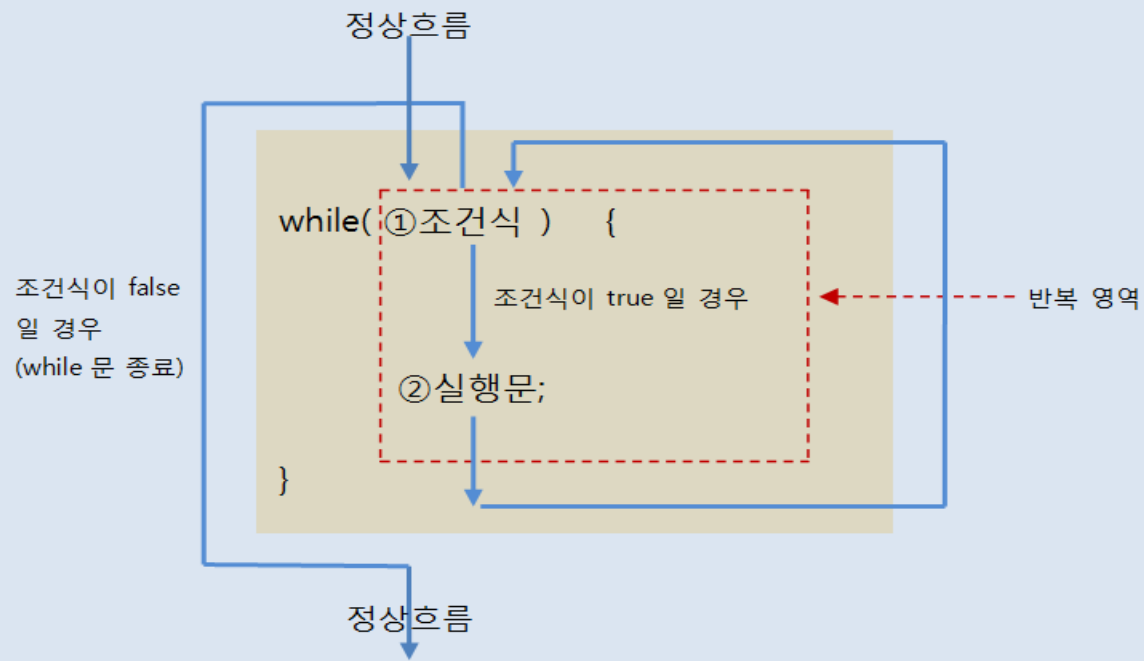 정상흐름
while( ①조건식 ) {
조건식이 false
일 경우
(while 문 종료)
조건식이 true 일 경우
반복 영역
②실행문;
}
정상흐름